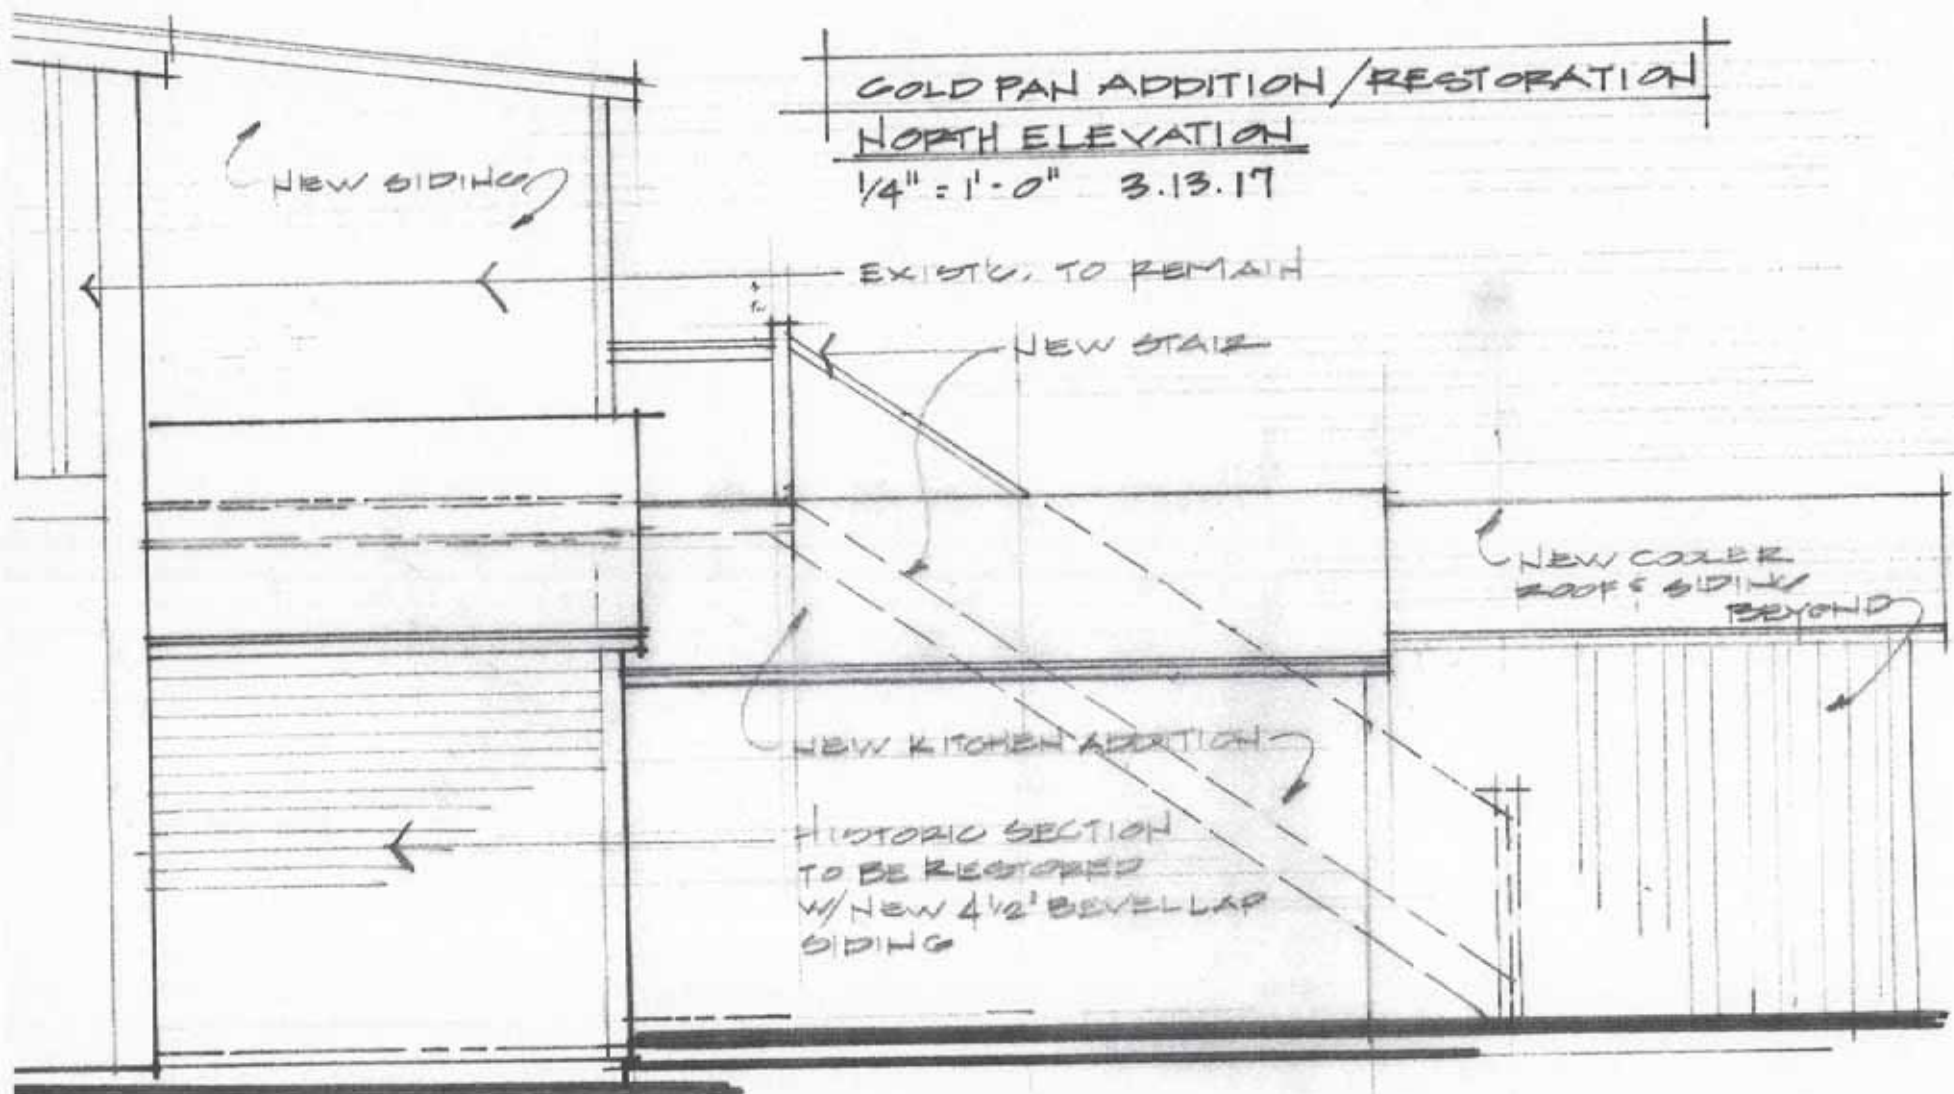 GOLD PAN ADDITION / RESTORATION
NORTH ELEVATION
1/4" = 1'-0" 3.13.17
NEW SIDING
EXIST'G. TO REMAIN
NEW STAIR
NEW COOLER
ROOF & SIDING
BEYOND
NEW KITCHEN ADDITION
HISTORIC SECTION
TO BE RESTORED
W/ NEW 4 1/2" BEVEL LAP
SIDING